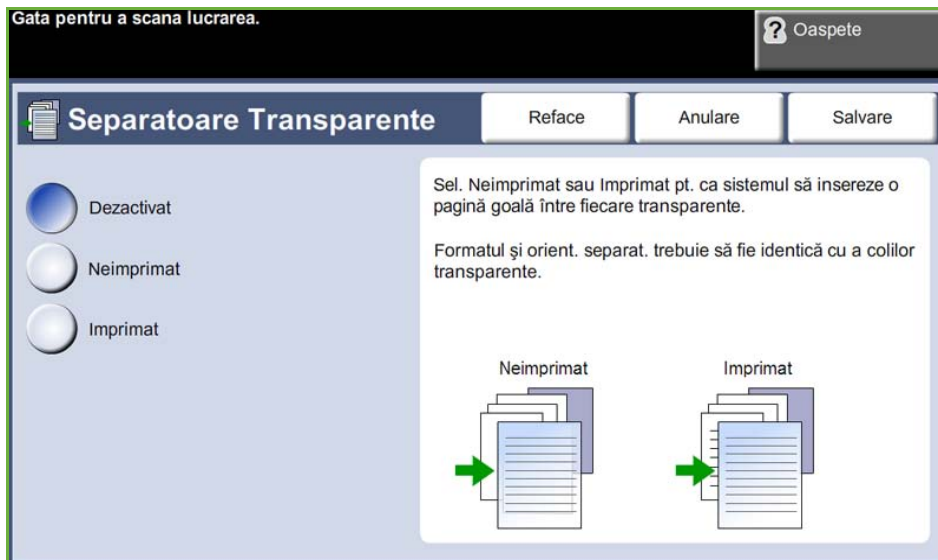 Gata pentru a scana lucrarea.
? Oaspete
Separatoare Transparente
Reface
Anulare
Salvare
Dezactivat
Neimprimat
Imprimat
Sel. Neimprimat sau Imprimat pt. ca sistemul să insereze o
pagină goală între fiecare transparente.
Formatul şi orient. separat. trebuie să fie identică cu a colilor
transparente.
Neimprimat
Imprimat